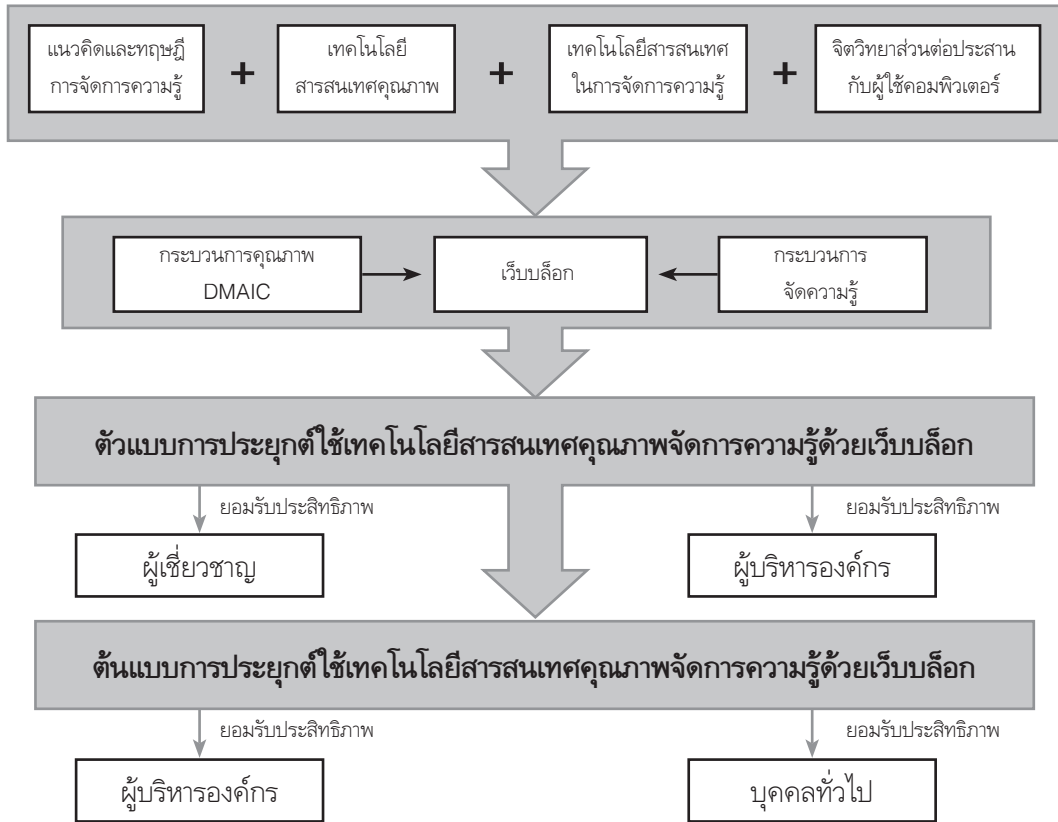 แนวคิดและทฤษฎี
การจัดการความรู้
+
เทคโนโลยี
สารสนเทศคุณภาพ
+
เทคโนโลยีสารสนเทศ
ในการจัดการความรู้
+
จิตวิทยาส่วนต่อประสาน
กับผู้ใช้คอมพิวเตอร์
กระบวนการคุณภาพ
DMAIC
เว็บบล็อก
กระบวนการ
จัดความรู้
ตัวแบบการประยุกต์ใช้เทคโนโลยีสารสนเทศคุณภาพจัดการความรู้ด้วยเว็บบล็อก
ยอมรับประสิทธิภาพ
ยอมรับประสิทธิภาพ
ผู้เชี่ยวชาญ
ผู้บริหารองค์กร
ต้นแบบการประยุกต์ใช้เทคโนโลยีสารสนเทศคุณภาพจัดการความรู้ด้วยเว็บบล็อก
ยอมรับประสิทธิภาพ
ยอมรับประสิทธิภาพ
ผู้บริหารองค์กร
บุคคลทั่วไป